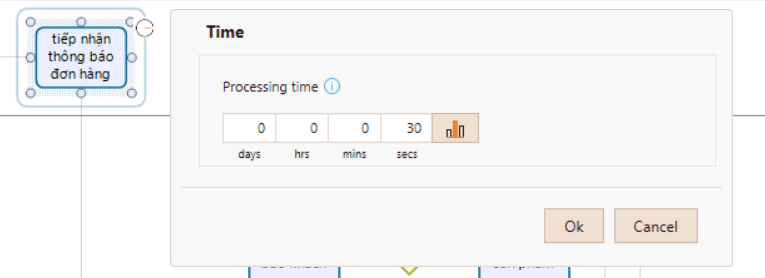 tiếp nhận
thông báo
đơn hàng
Time
Processing time
0 0 0 30
days hrs mins secs
Ok Cancel